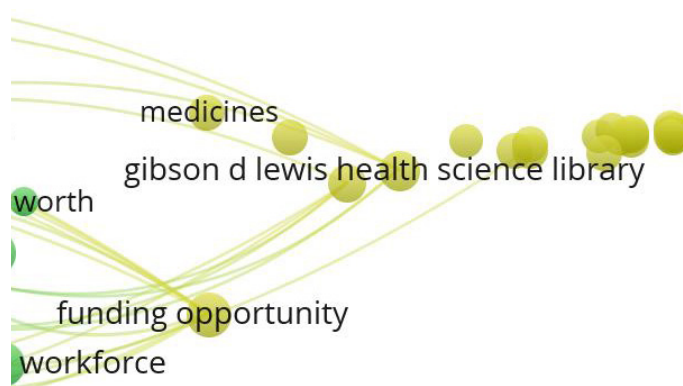 medicines
gibson d lewis health science library
worth
funding opportunity
workforce